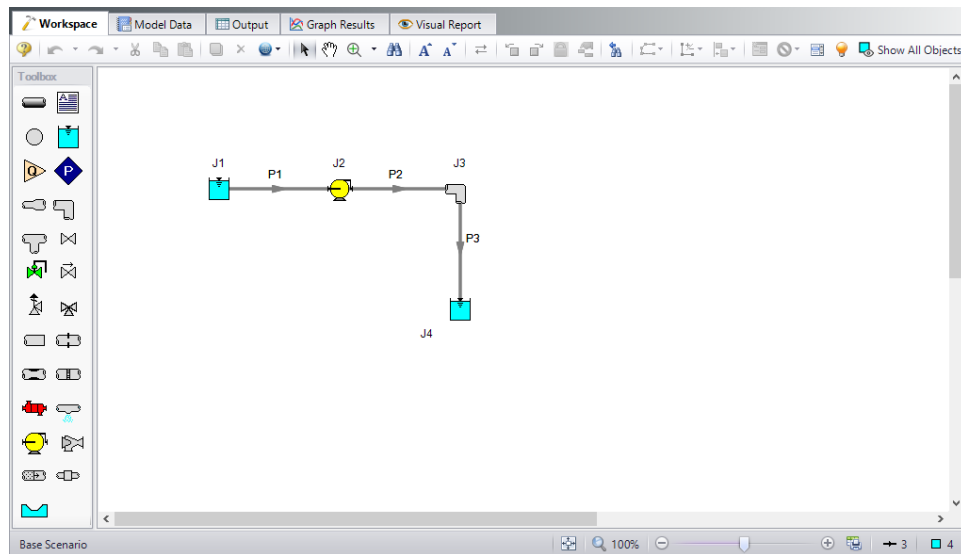 Workspace Model Data Output Graph Results Visual Report
A A Show All Objects
Toolbox
A
Q P
J1 P1 J2 P2 J3
P3
J4
Base Scenario 100% 3 4